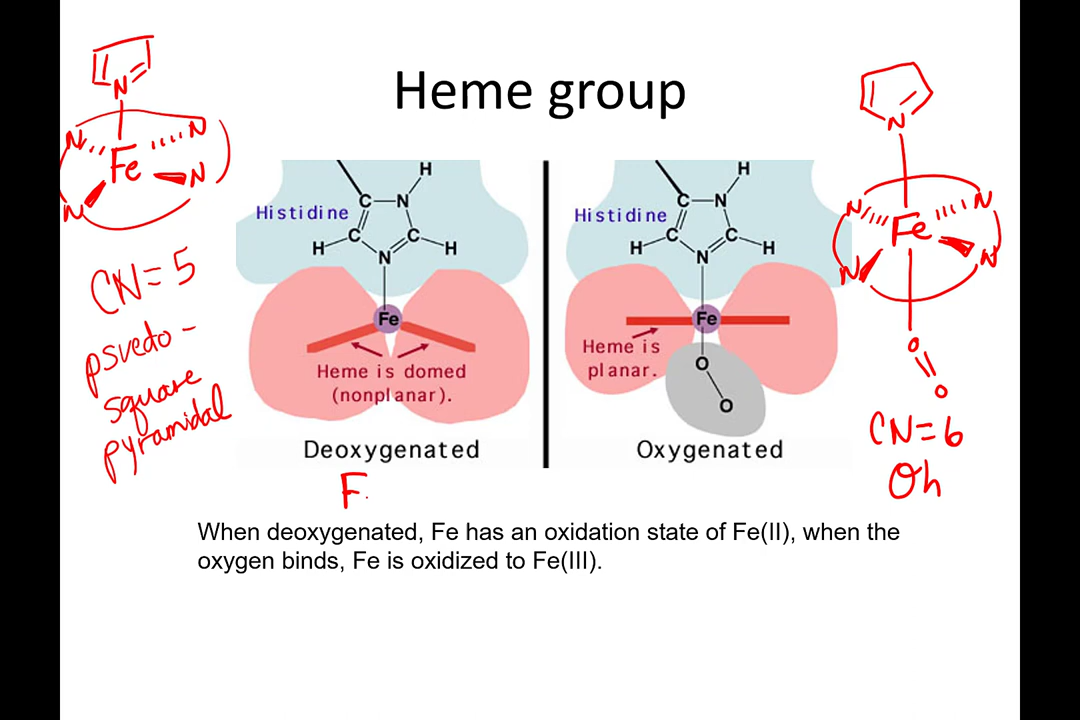 Heme group
N
N
N
Fe
N
N
CN=5
psuedo-
square
pyramidal
H
C
N
Histidine
H
C
C
H
N
Fe
Heme is domed
(nonplanar).
Deoxygenated
F
H
C
N
Histidine
H
C
C
H
N
Fe
Heme is
planar.
O
O
Oxygenated
N
N
N
Fe
N
N
O
O
CN=6
Oh
When deoxygenated, Fe has an oxidation state of Fe(II), when the
oxygen binds, Fe is oxidized to Fe(III).